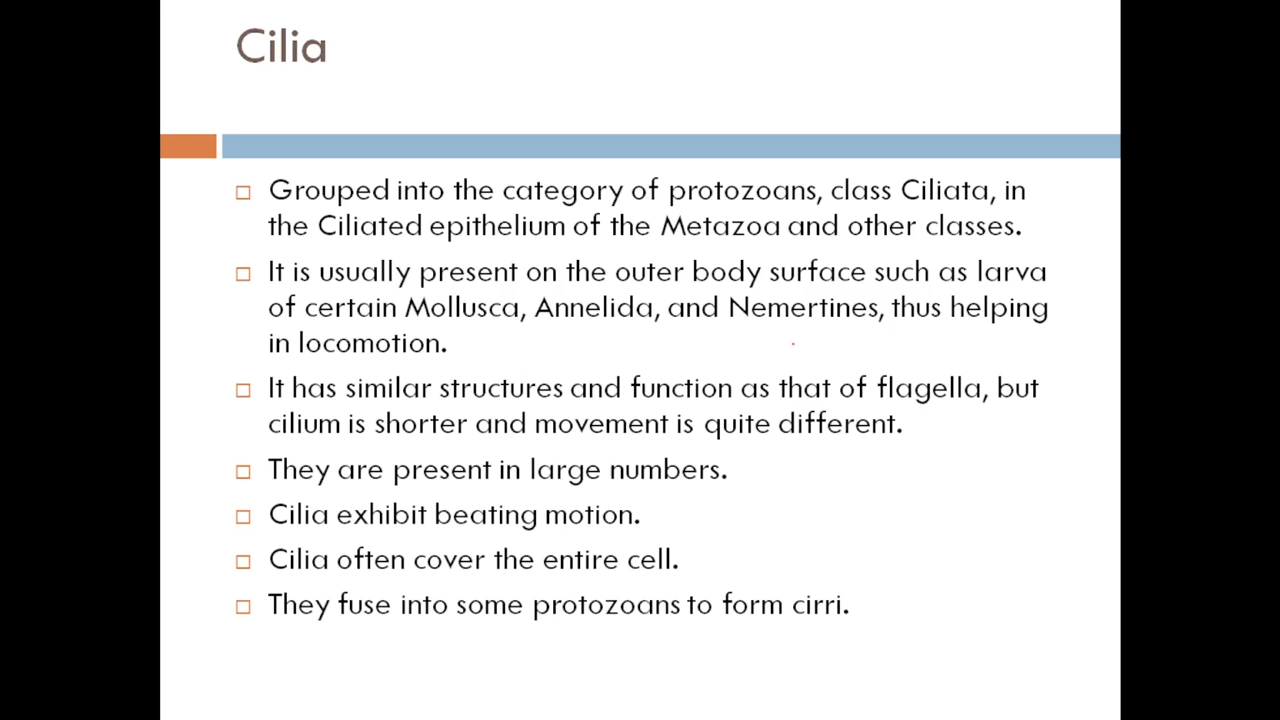 Cilia
Grouped into the category of protozoans, class Ciliata, in
the Ciliated epithelium of the Metazoa and other classes.
It is usually present on the outer body surface such as larva
of certain Mollusca, Annelida, and Nemertines, thus helping
in locomotion.
It has similar structures and function as that of flagella, but
cilium is shorter and movement is quite different.
They are present in large numbers.
Cilia exhibit beating motion.
Cilia often cover the entire cell.
They fuse into some protozoans to form cirri.